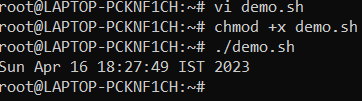 root@LAPTOP-PCKNF1CH:~# vi demo.sh
root@LAPTOP-PCKNF1CH:~# chmod +x demo.sh
root@LAPTOP-PCKNF1CH:~# ./demo.sh
Sun Apr 16 18:27:49 IST 2023
root@LAPTOP-PCKNF1CH:~#